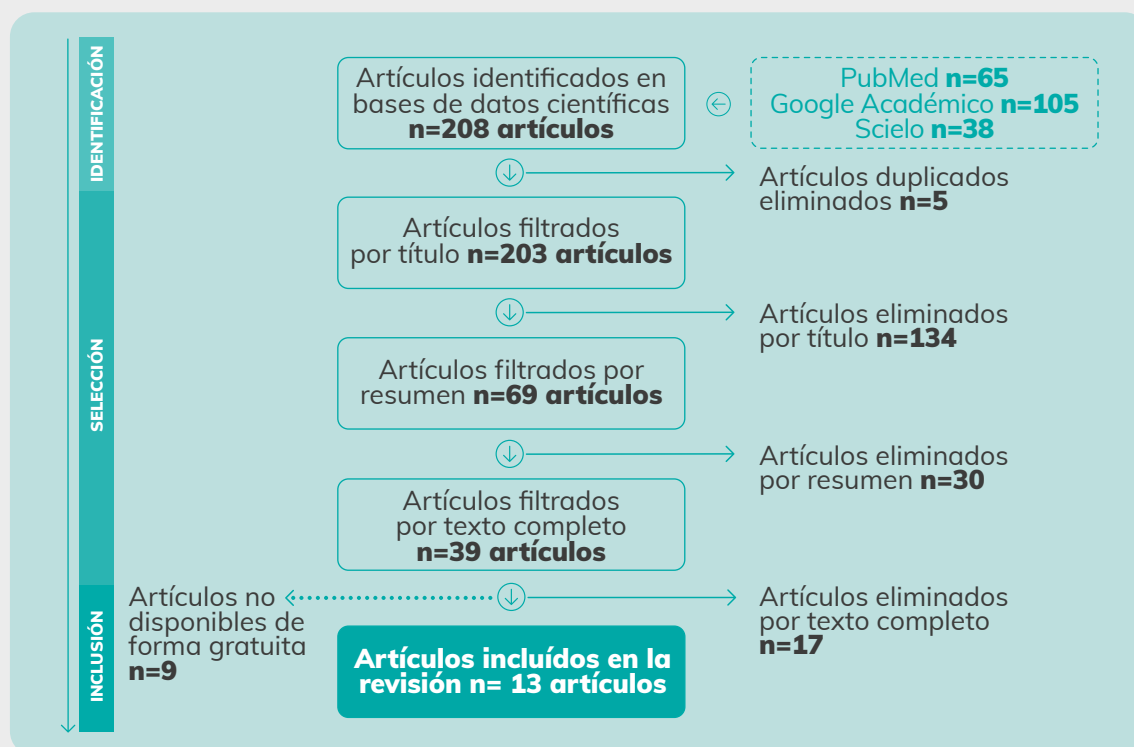 IDENTIFICACIÓN
Artículos identificados en
bases de datos científicas
n=208 artículos
PubMed n=65
Google Académico n=105
Scielo n=38
Artículos duplicados
eliminados n=5
SELECCIÓN
Artículos filtrados
por título n=203 artículos
Artículos eliminados
por título n=134
Artículos filtrados por
resumen n=69 artículos
Artículos eliminados
por resumen n=30
Artículos filtrados
por texto completo
n=39 artículos
INCLUSIÓN
Artículos no
disponibles de
forma gratuita
n=9
Artículos eliminados
por texto completo
n=17
Artículos incluídos en la
revisión n= 13 artículos